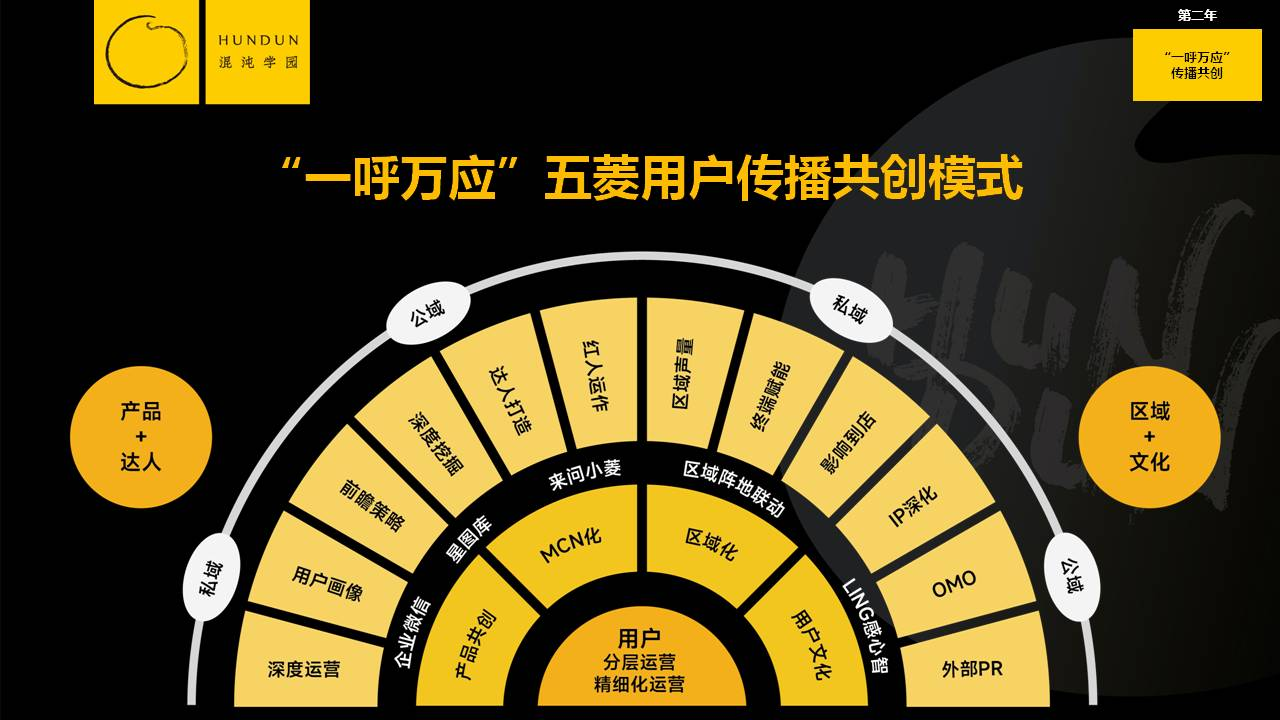 HUNDUN
混沌学园
第二年
“一呼万应”
传播共创
“一呼万应”五菱用户传播共创模式
公域
私域
私域
公域
产品
+
达人
区域
+
文化
深度运营
用户画像
前瞻策略
深度挖掘
达人打造
红人运作
区域声量
终端赋能
影响到店
IP深化
OMO
外部PR
企业微信
星图库
来问小菱
区域阵地联动
LING感心智
产品共创
MCN化
区域化
用户文化
用户
分层运营
精细化运营
HUN
DUN